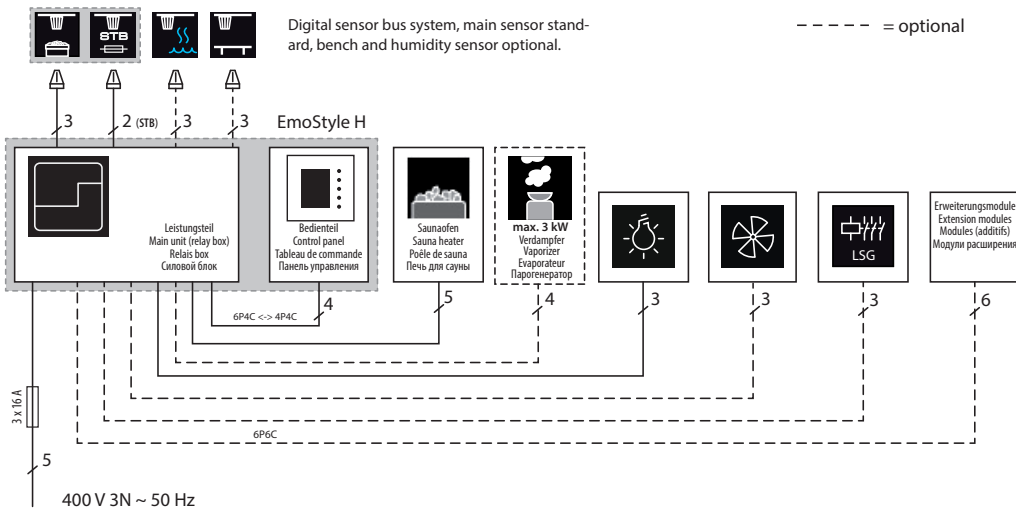 STB
Digital sensor bus system, main sensor stand-
ard, bench and humidity sensor optional.
= optional
3
2 (STB)
3
3
EmoStyle H
Leistungsteil
Main unit (relay box)
Relais box
Силовой блок
Bedienteil
Control panel
Tableau de commande
Панель управления
Saunaofen
Sauna heater
Poêle de sauna
Печь для сауны
max. 3 kW
Verdampfer
Vaporizer
Evaporateur
Парогенератор
LSG
Erweiterungsmodule
Extension modules
Modules (additifs)
Модули расширения
4
5
4
3
3
3
6
6P4C <-> 4P4C
3 x 16 A
6P6C
5
400 V 3N ~ 50 Hz